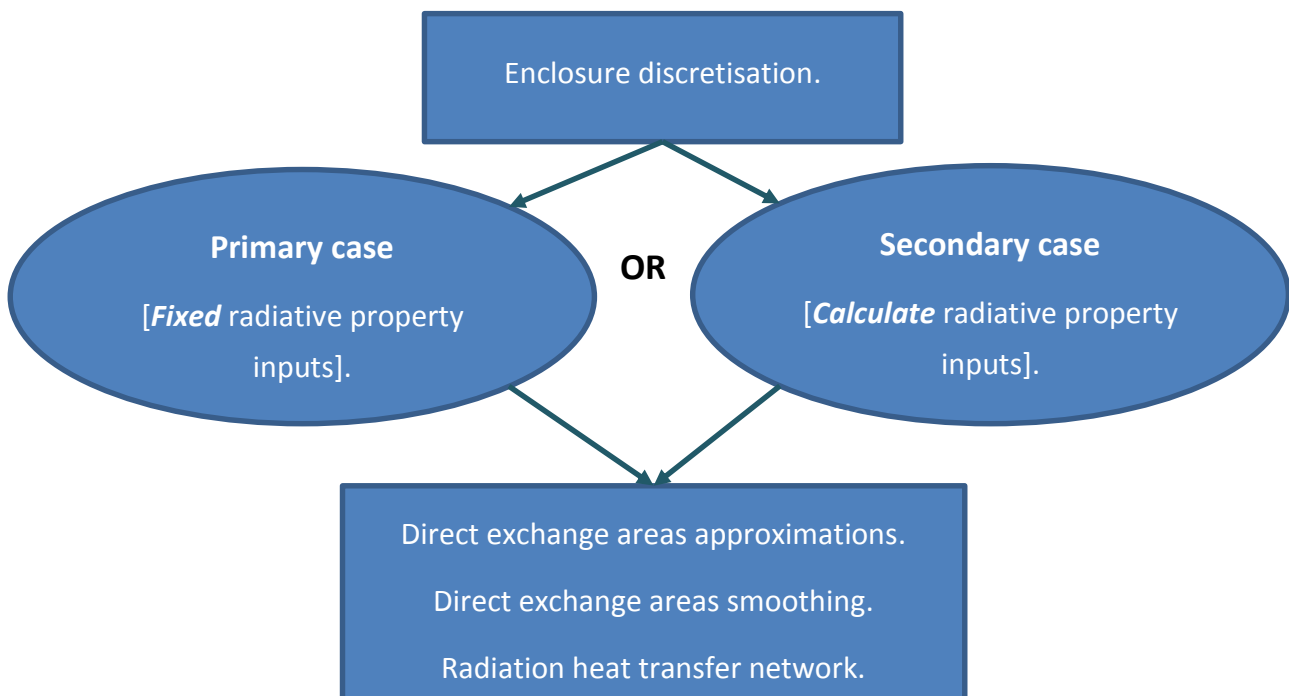 Enclosure discretisation.
Primary case
[Fixed radiative property
inputs].
OR
Secondary case
[Calculate radiative property
inputs].
Direct exchange areas approximations.
Direct exchange areas smoothing.
Radiation heat transfer network.